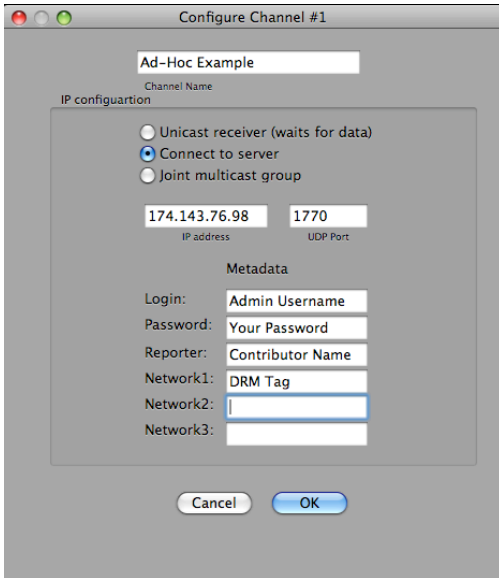 Configure Channel #1
Ad-Hoc Example
Channel Name
IP configuartion
Unicast receiver (waits for data)
Connect to server
Joint multicast group
174.143.76.98 1770
IP address UDP Port
Metadata
Login: Admin Username
Password: Your Password
Reporter: Contributor Name
Network1: DRM Tag
Network2:
Network3:
Cancel OK